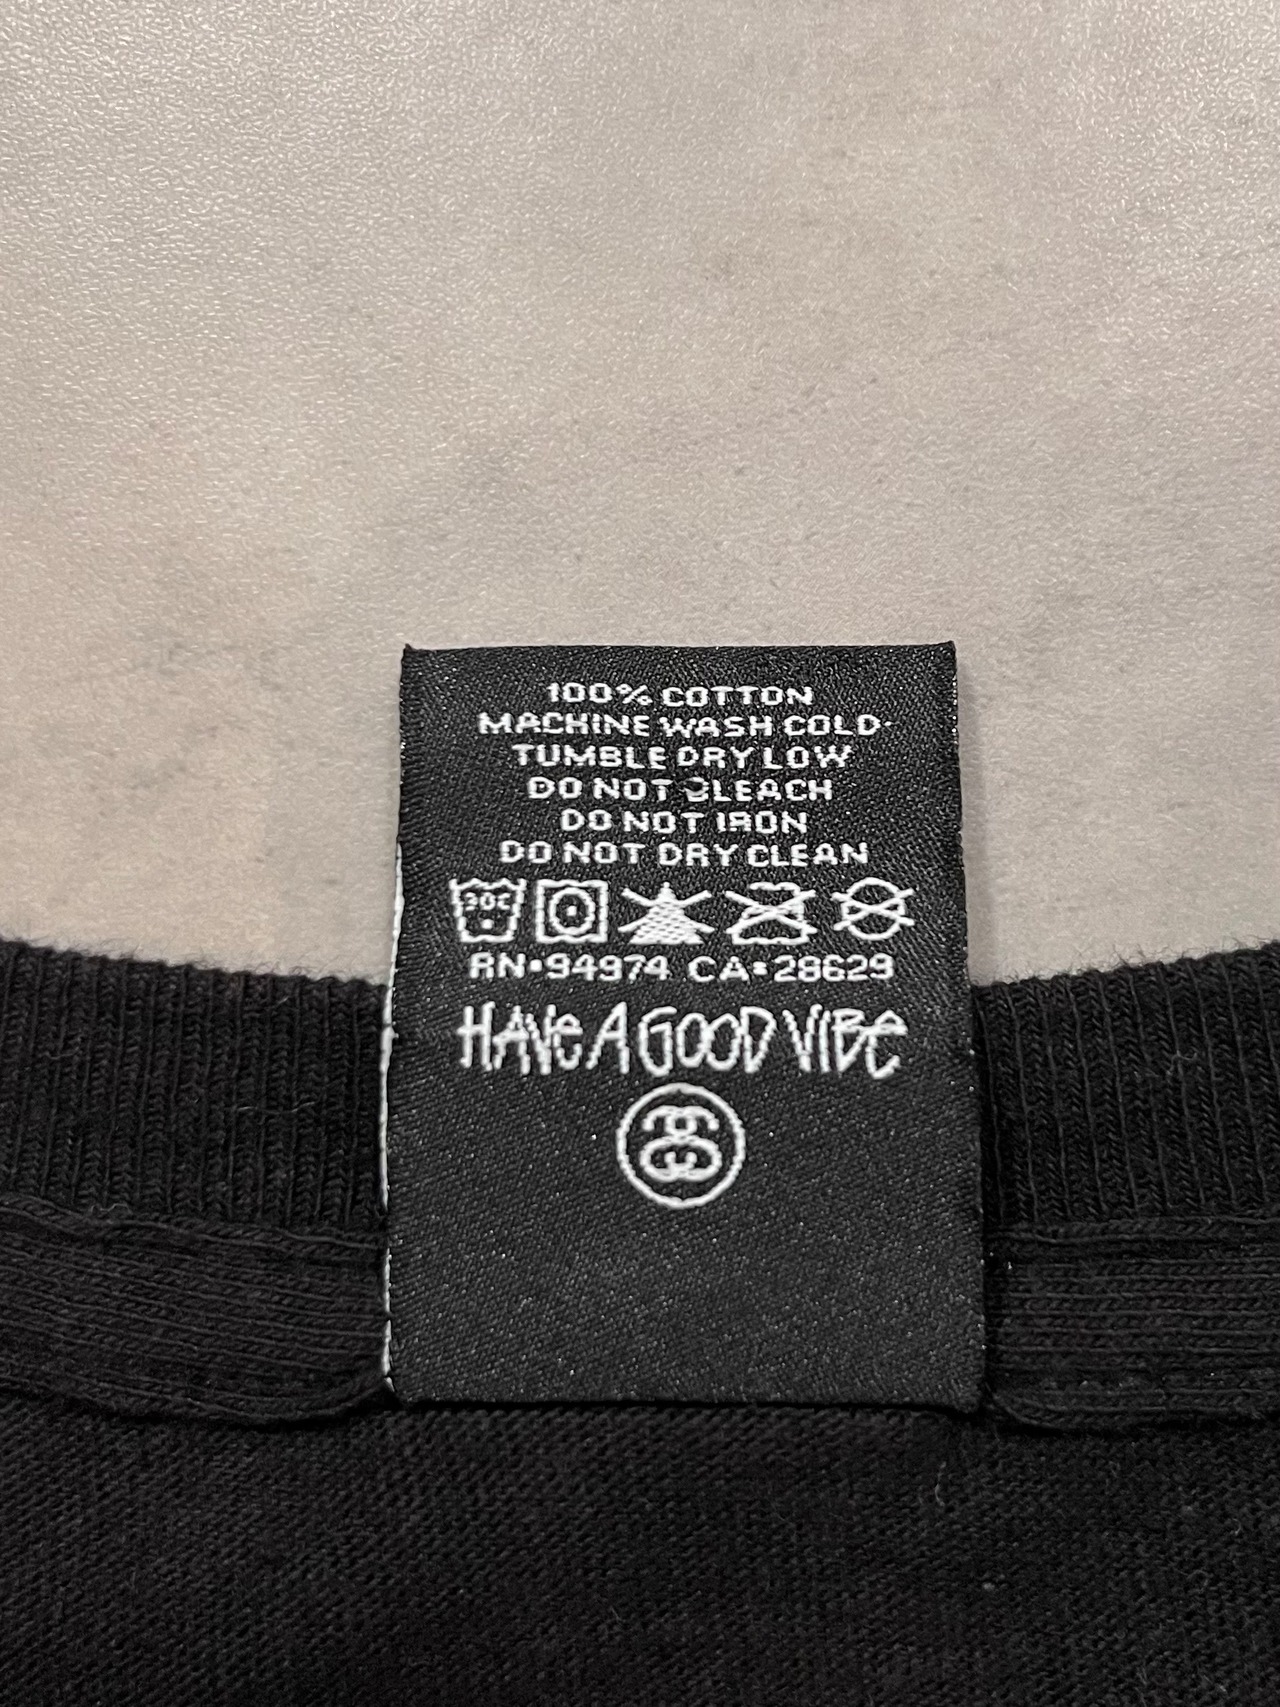 100% COTTON
MACHINE WASH COLD-
TUMBLE DRY LOW
DO NOT BLEACH
DO NOT IRON
DO NOT DRY CLEAN
30C
RN•94974 CA•28629
HAVE A GOOD VIBE